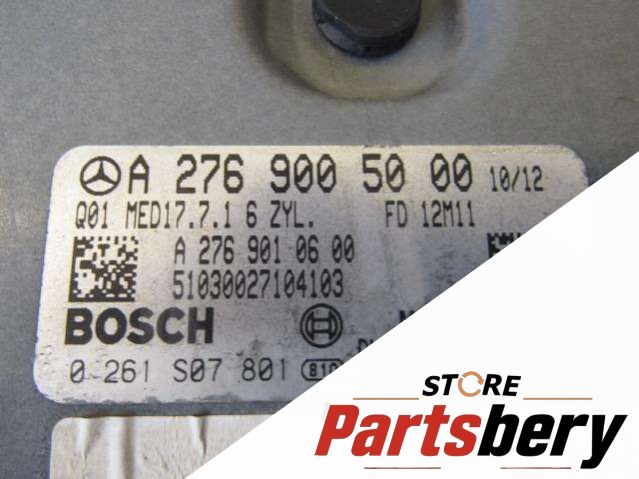 A 276 900 50 00 10/12
Q01 MED17.7.1 6 ZYL. FD 12M11
A 276 901 06 00
51030027104103
BOSCH
0 261 S07 801
STORE
Partsbery